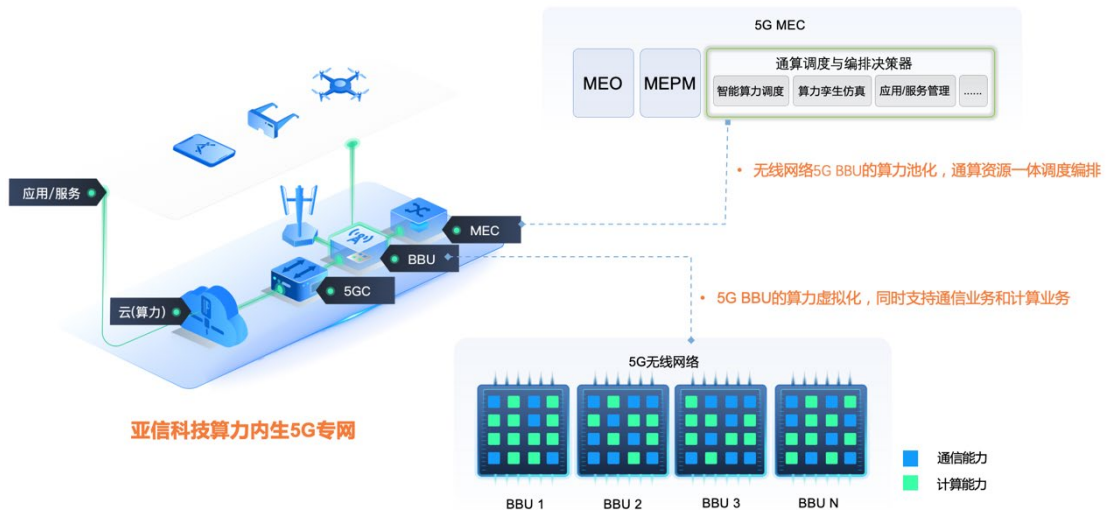 5G MEC
MEO
MEPM
通算调度与编排决策器
智能算力调度
算力孪生仿真
应用/服务管理
......
• 无线网络5G BBU的算力池化，通算资源一体调度编排
应用/服务
MEC
BBU
5GC
云(算力)
• 5G BBU的算力虚拟化，同时支持通信业务和计算业务
亚信科技算力内生5G专网
5G无线网络
BBU 1
BBU 2
BBU 3
BBU N
通信能力
计算能力